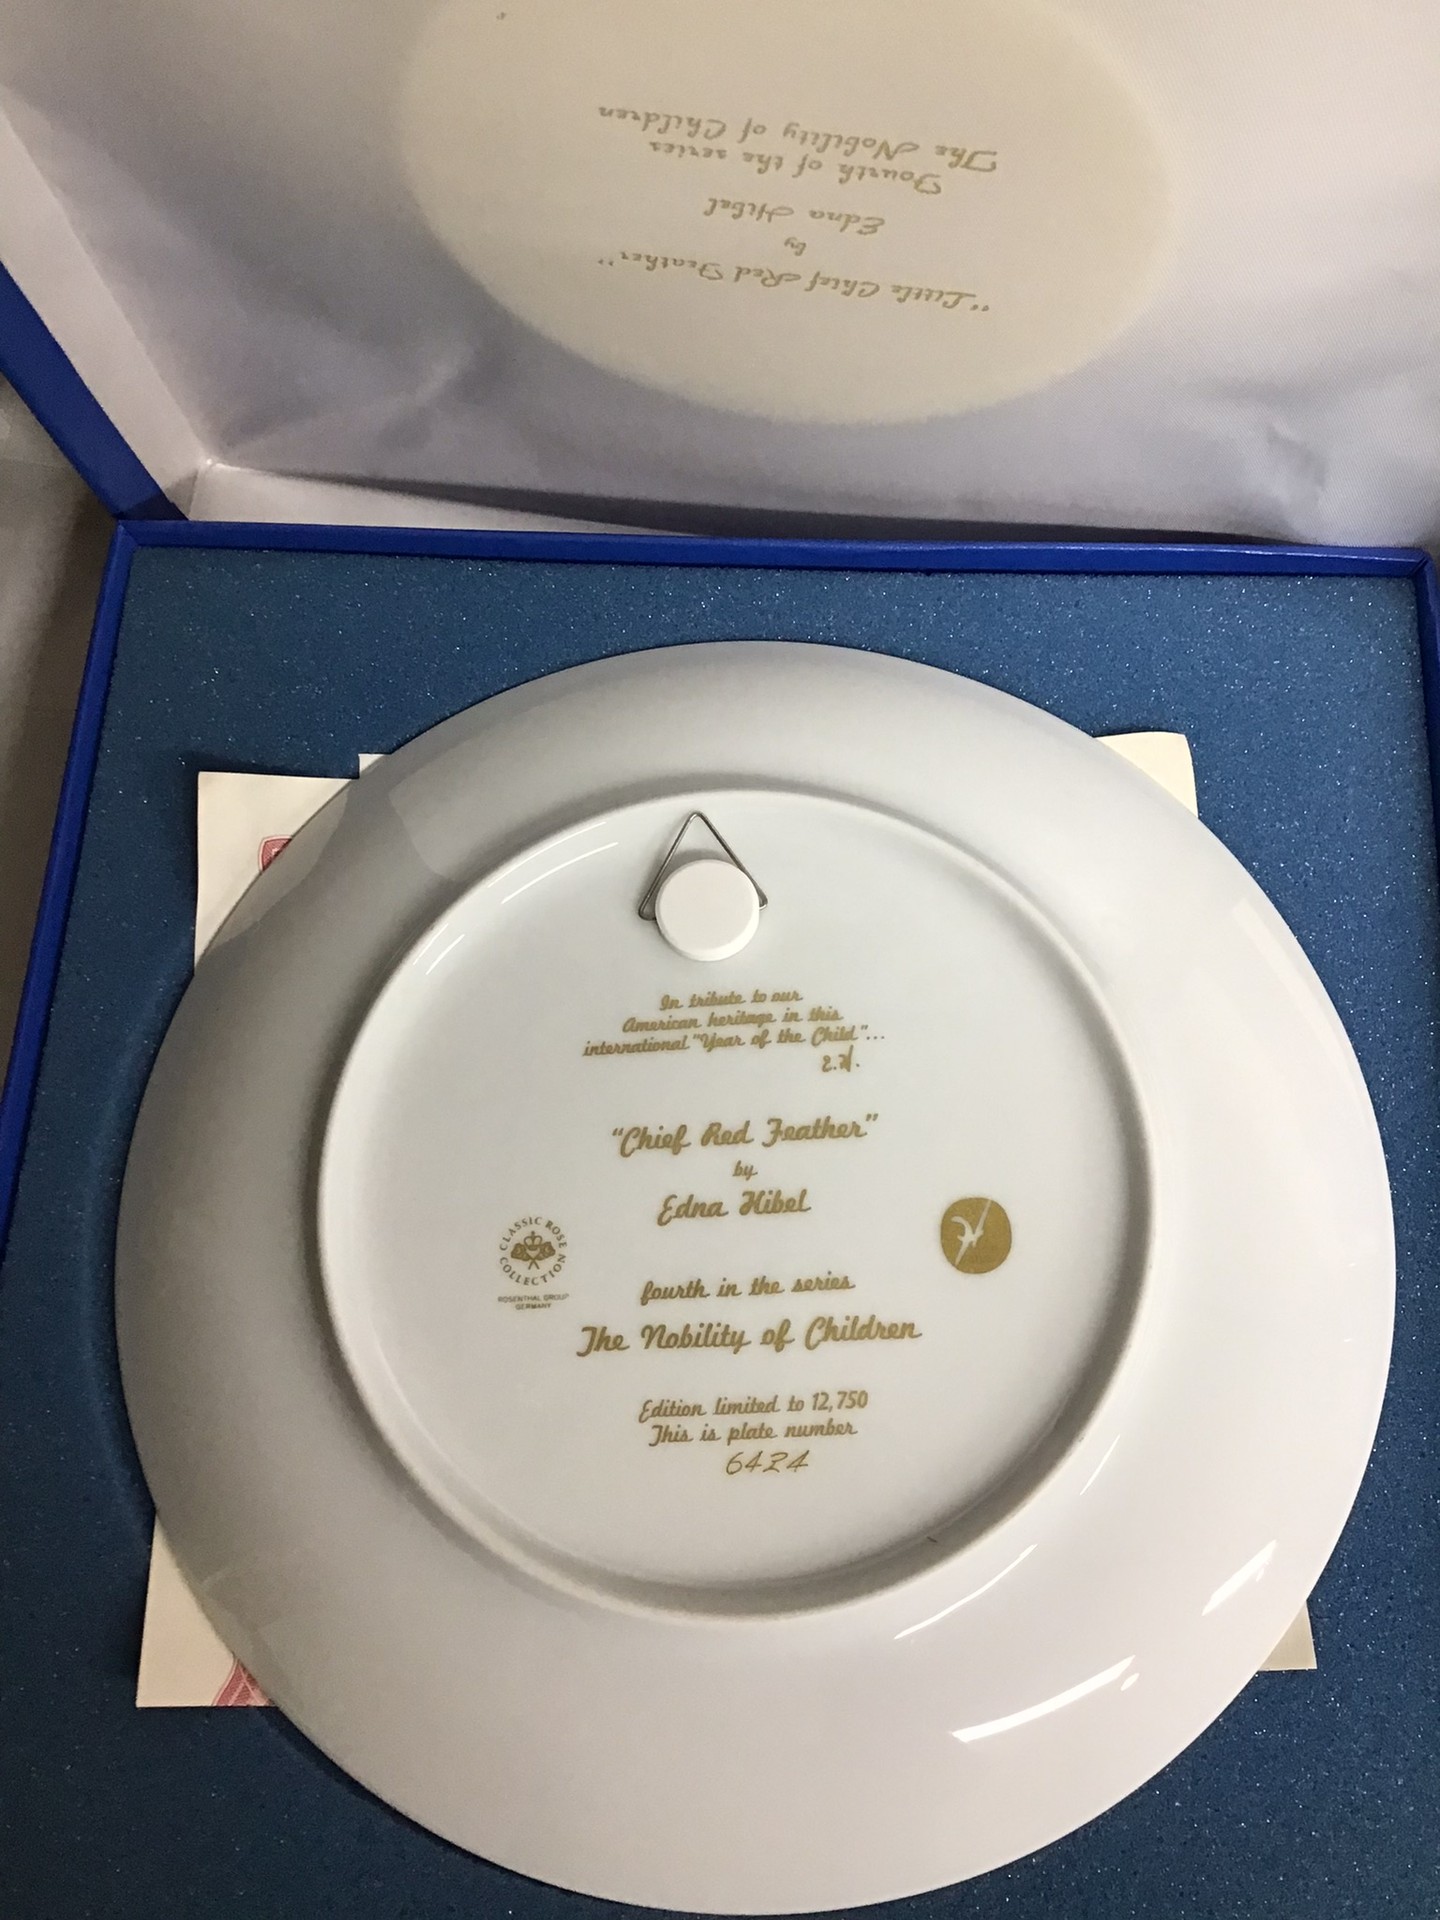 "Little Chief Red Feather"
by
Edna Hibel
Fourth of the series
The Nobility of Children
In tribute to our
American heritage in this
international "Year of the Child"...
E.H.
"Chief Red Feather"
by
Edna Hibel
CLASSIC ROSE COLLECTION
ROSENTHAL GROUP
GERMANY
fourth in the series
The Nobility of Children
Edition limited to 12,750
This is plate number
6424